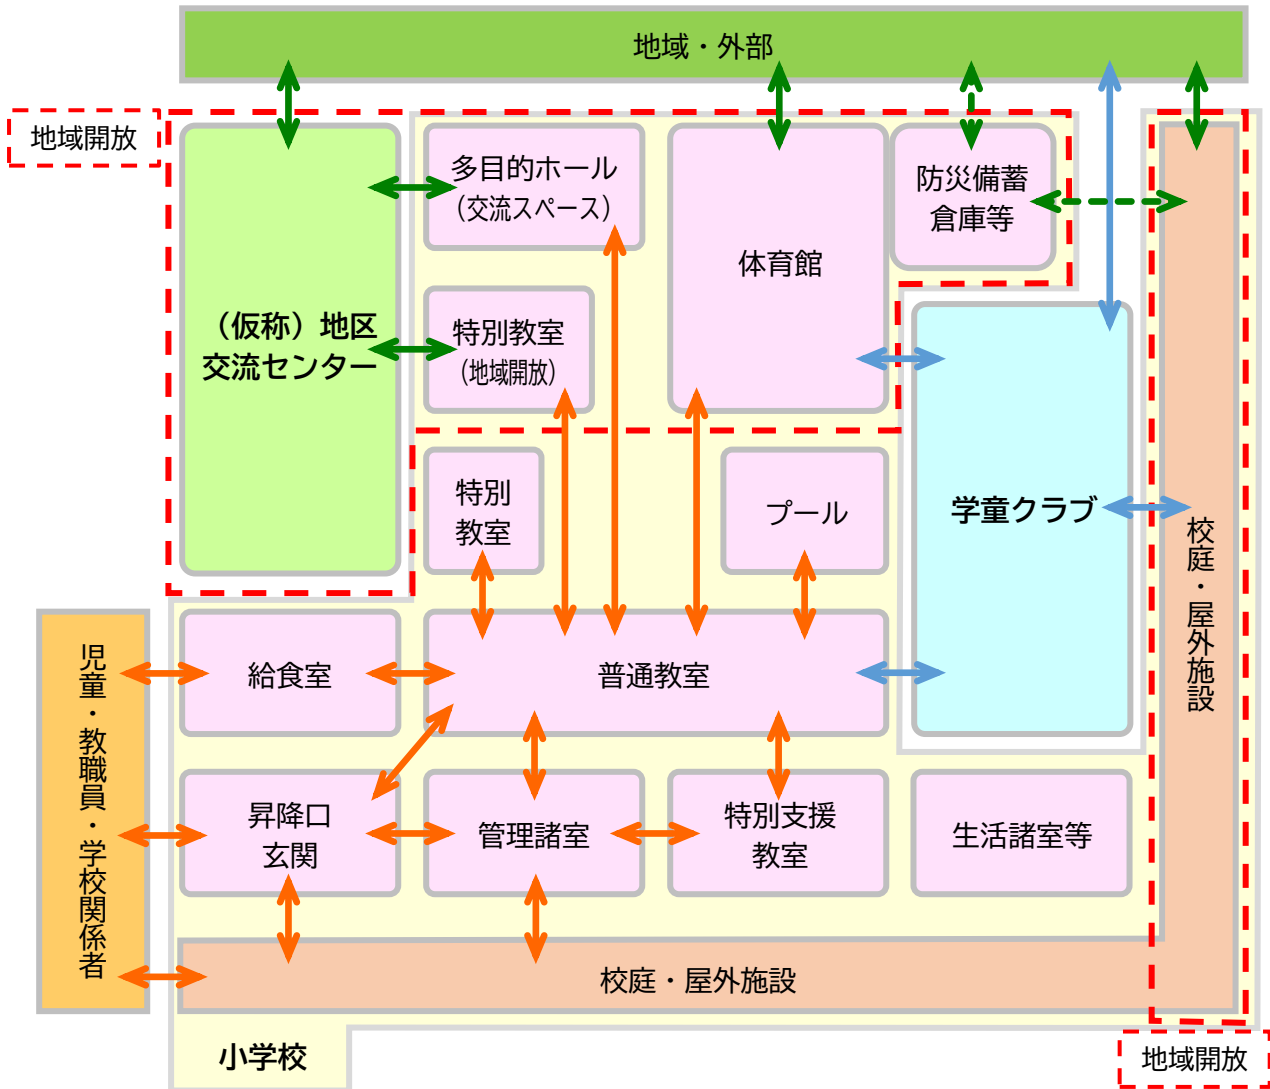 地域・外部
地域開放
多目的ホール
（交流スペース）
防災備蓄
倉庫等
体育館
（仮称）地区
交流センター
特別教室
（地域開放）
特別
教室
プール
学童クラブ
校庭・屋外施設
児童・教職員・学校関係者
給食室
普通教室
昇降口
玄関
管理諸室
特別支援
教室
生活諸室等
校庭・屋外施設
小学校
地域開放